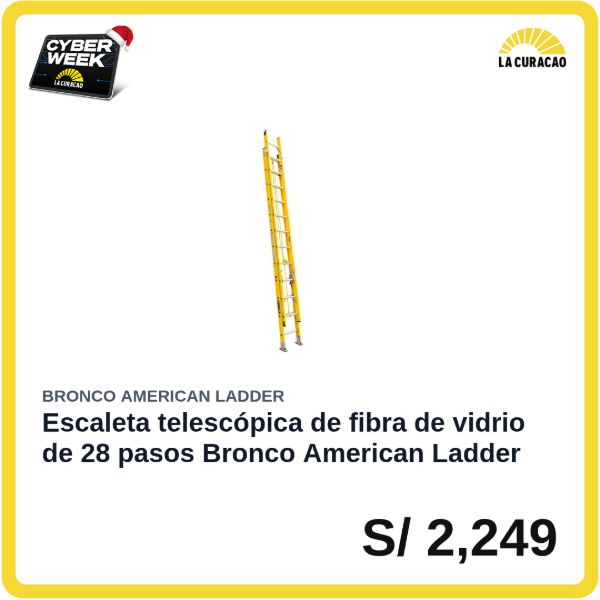 CYBER
WEEK
LA CURACAO
LA CURACAO
BRONCO AMERICAN LADDER
Escaleta telescópica de fibra de vidrio
de 28 pasos Bronco American Ladder
S/ 2,249